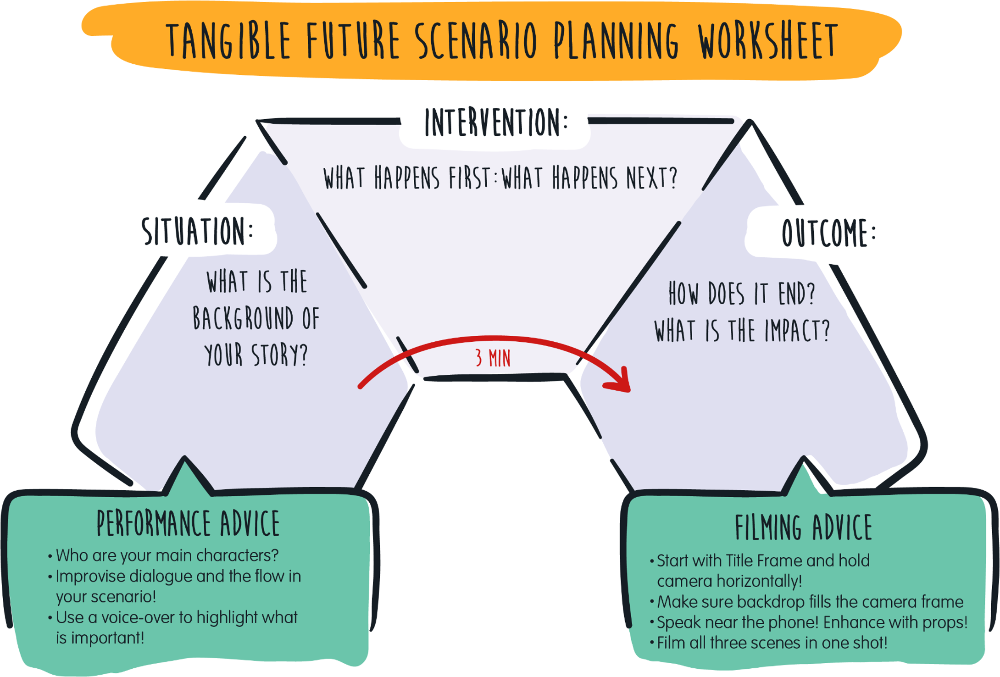 TANGIBLE FUTURE SCENARIO PLANNING WORKSHEET
INTERVENTION:
WHAT HAPPENS FIRST: WHAT HAPPENS NEXT?
SITUATION:
WHAT IS THE
BACKGROUND OF
YOUR STORY?
OUTCOME:
HOW DOES IT END?
WHAT IS THE IMPACT?
3 MIN
PERFORMANCE ADVICE
• Who are your main characters?
• Improvise dialogue and the flow in
your scenario!
• Use a voice-over to highlight what
is important!
FILMING ADVICE
• Start with Title Frame and hold
camera horizontally!
• Make sure backdrop fills the camera frame
• Speak near the phone! Enhance with props!
• Film all three scenes in one shot!